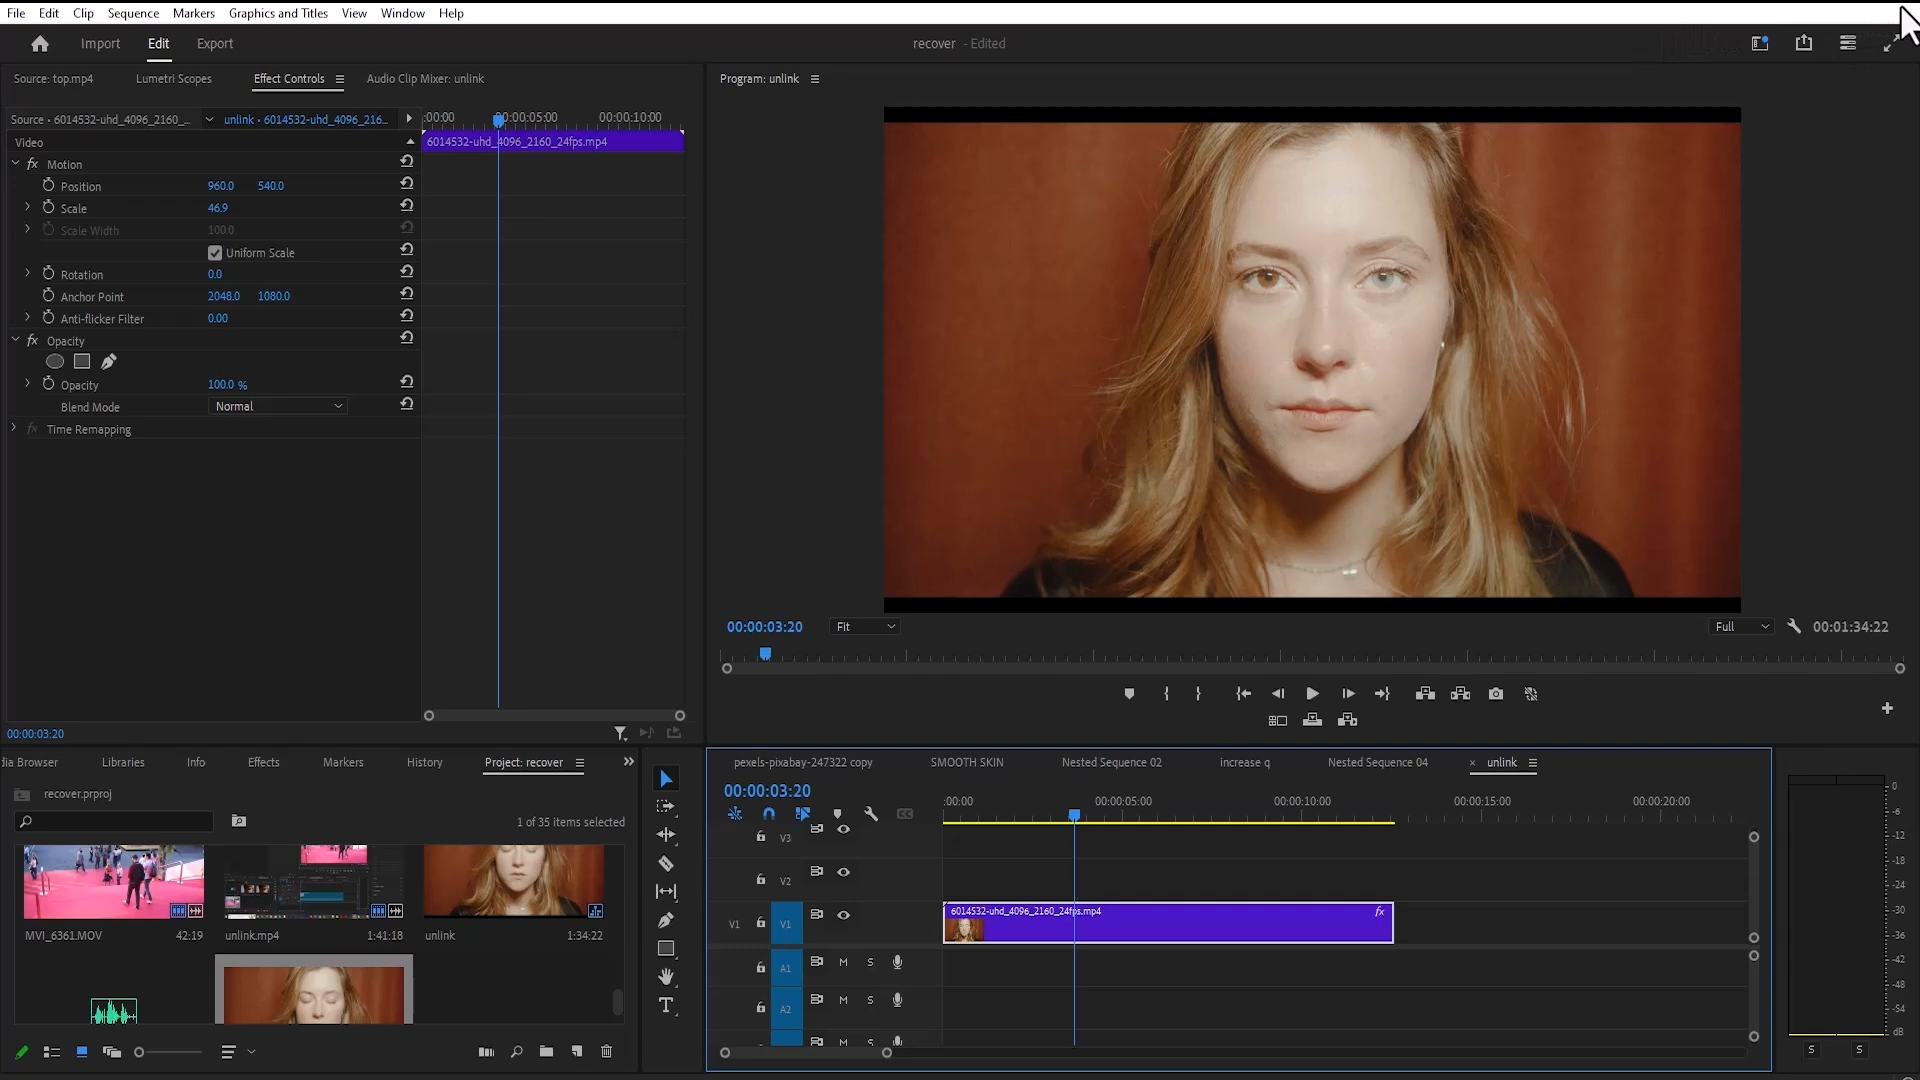 File Edit Clip Sequence Markers Graphics and Titles View Window Help
Import Edit Export
recover - Edited
Source: top.mp4 Lumetri Scopes Effect Controls Audio Clip Mixer: unlink
Program: unlink
Source • 6014532-uhd_4096_2160_... unlink • 6014532-uhd_4096_216...
:00:00 00:00:05:00 00:00:10:00
Video
6014532-uhd_4096_2160_24fps.mp4
fx Motion
Position 960.0 540.0
Scale 46.9
Scale Width 100.0
Uniform Scale
Rotation 0.0
Anchor Point 2048.0 1080.0
Anti-flicker Filter 0.00
fx Opacity
Opacity 100.0 %
Blend Mode Normal
fx Time Remapping
00:00:03:20
00:00:03:20 Fit Full 00:01:34:22
dia Browser Libraries Info Effects Markers History Project: recover
recover.prproj
1 of 35 items selected
MVI_6361.MOV 42:19
unlink.mp4 1:41:18
unlink 1:34:22
T
pexels-pixabay-247322 copy SMOOTH SKIN Nested Sequence 02 increase q Nested Sequence 04 × unlink
00:00:03:20
:00:00 00:00:05:00 00:00:10:00 00:00:15:00 00:00:20:00
CC
V3
V2
V1 V1
6014532-uhd_4096_2160_24fps.mp4 fx
A1 M S
A2 M S
M S
0
-6
-12
-18
-24
-30
-36
-42
-48
-54
dB
S S